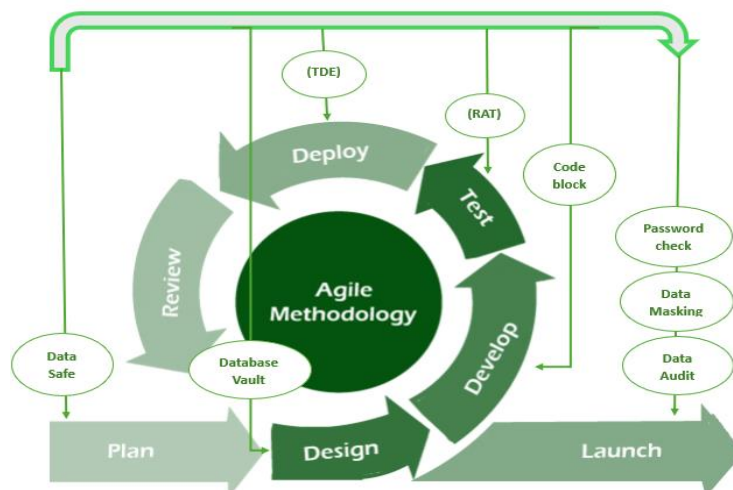 (TDE)
(RAT)
Deploy
Code
block
Test
Password
check
Review
Agile
Methodology
Data
Masking
Develop
Data
Safe
Database
Vault
Data
Audit
Plan
Design
Launch